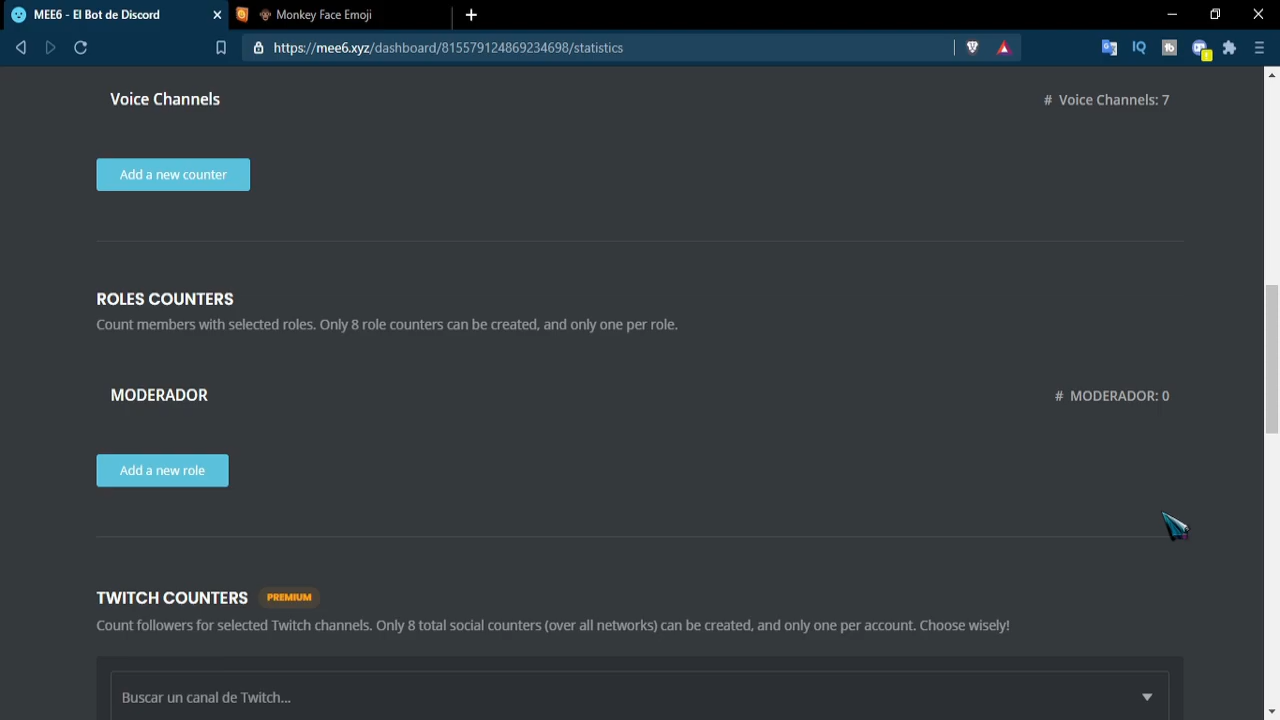 MEE6 - El Bot de Discord
Monkey Face Emoji
https://mee6.xyz/dashboard/815579124869234698/statistics
IQ
1
Voice Channels
# Voice Channels: 7
Add a new counter
ROLES COUNTERS
Count members with selected roles. Only 8 role counters can be created, and only one per role.
MODERADOR
# MODERADOR: 0
Add a new role
TWITCH COUNTERS PREMIUM
Count followers for selected Twitch channels. Only 8 total social counters (over all networks) can be created, and only one per account. Choose wisely!
Buscar un canal de Twitch...